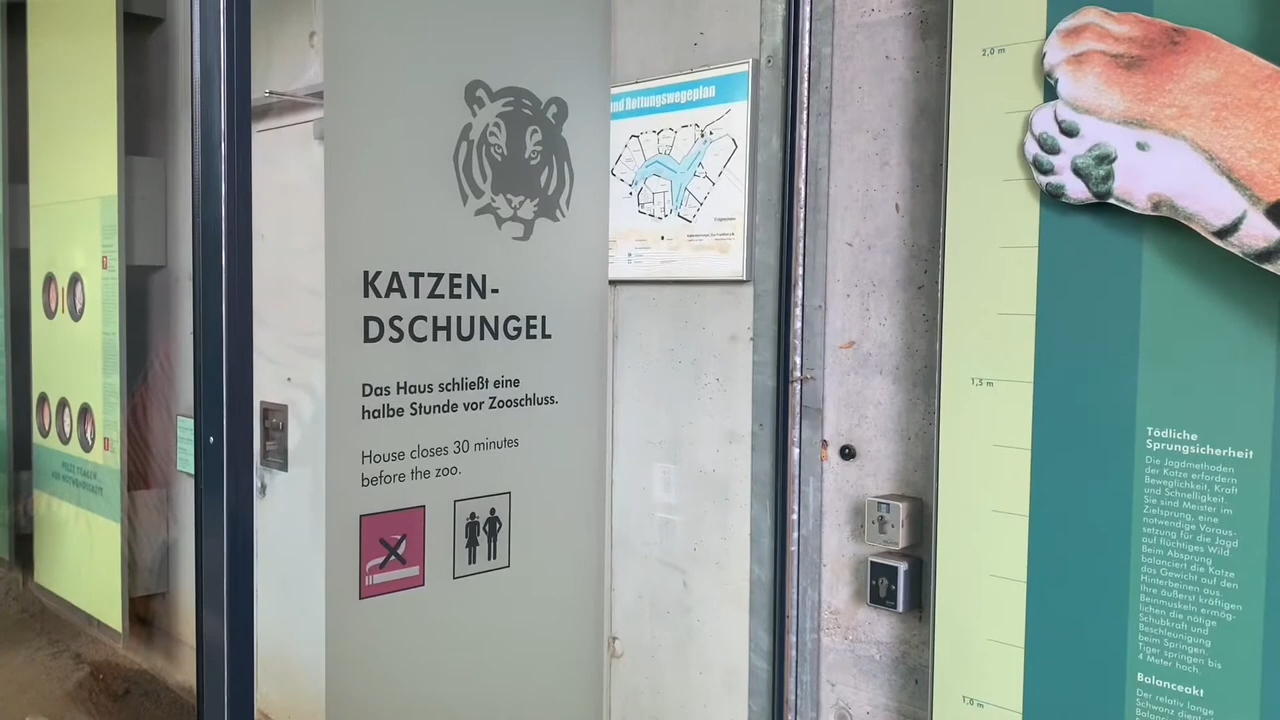 KATZEN-
DSCHUNGEL
Das Haus schließt eine
halbe Stunde vor Zooschluss.
House closes 30 minutes
before the zoo.
und Rettungswegeplan
2,0 m
1,5 m
1,0 m
Tödliche
Sprungsicherheit
Die Jagdmethoden
der Katze erfordern
Beweglichkeit, Kraft
und Schnelligkeit.
Sie sind Meister im
Zielsprung, eine
notwendige Voraus-
setzung für die Jagd
auf flüchtiges Wild.
Beim Absprung
balanciert die Katze
das Gewicht auf den
Hinterbeinen aus.
Ihre äußerst kräftigen
Beinmuskeln ermög-
lichen die nötige
Schubkraft und
Beschleunigung
beim Springen.
Tiger springen bis
4 Meter hoch.
Balanceakt
Der relativ lange
Schwanz dient